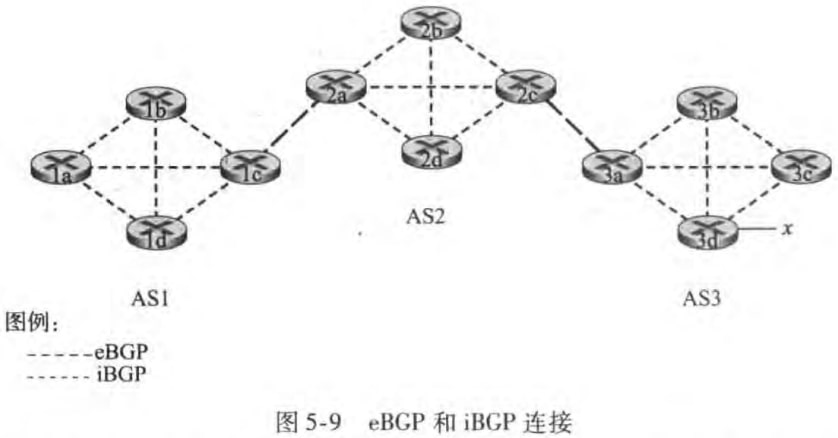 2b
2a
2c
2d
1b
3b
1a
1c
3a
3c
1d
3d
x
AS2
AS1
AS3
图例:
eBGP
iBGP
图 5-9 eBGP 和 iBGP 连接